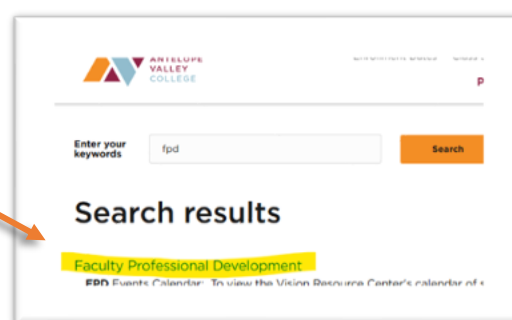 ANTELOPE
VALLEY
COLLEGE
P
Enter your
keywords
fpd
Search
Search results
Faculty Professional Development
FPD Events Calendar: To view the Vision Resource Center's calendar of